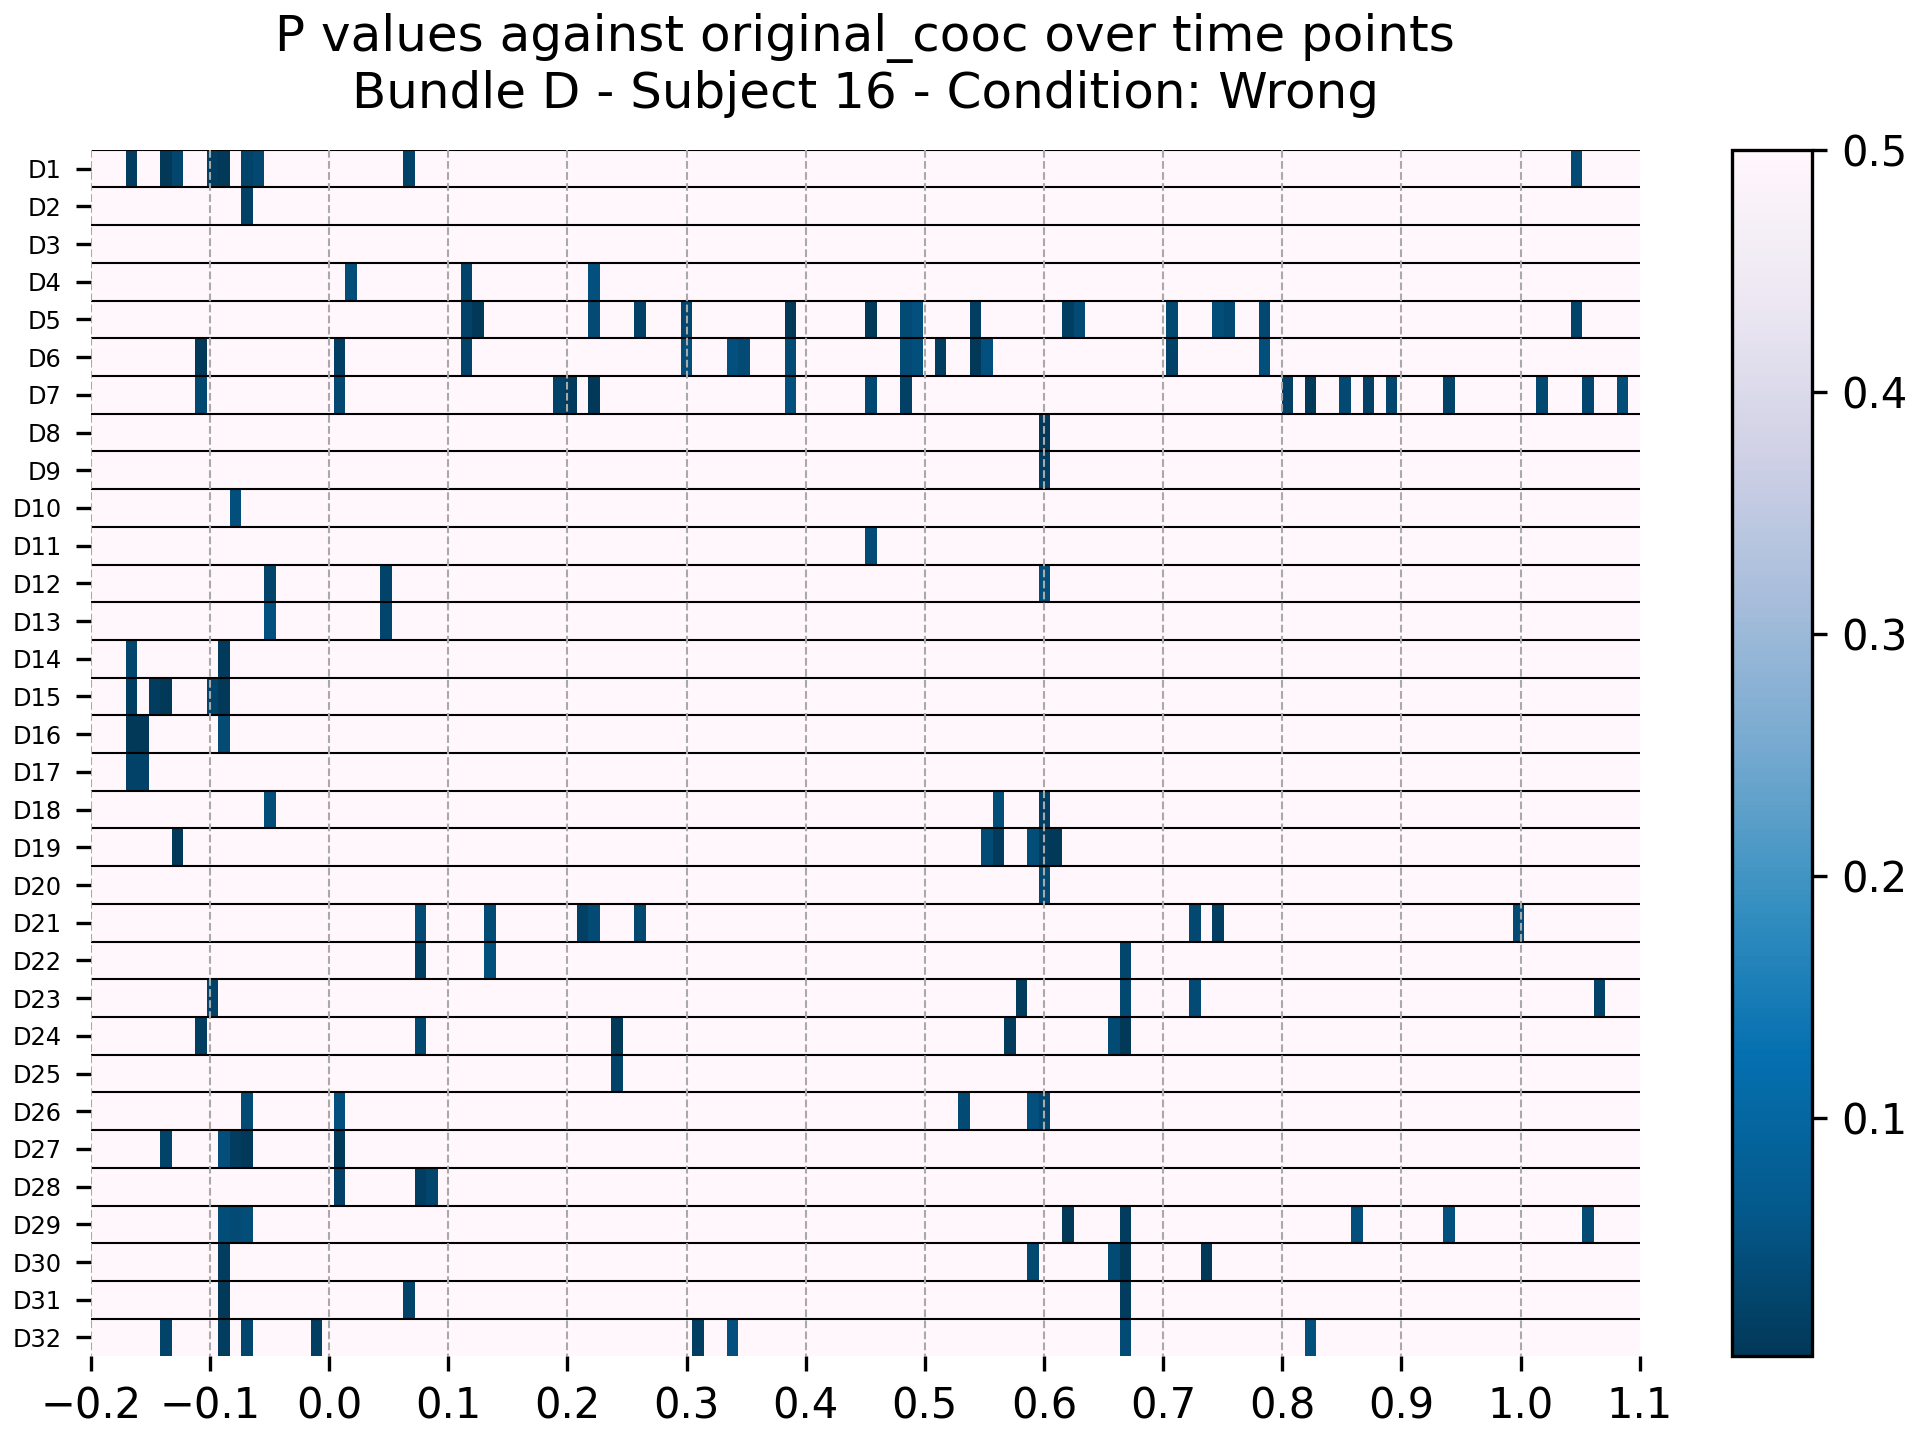 P values against original_cooc over time points
Bundle D - Subject 16 - Condition: Wrong
D1
D2
D3
D4
D5
D6
D7
D8
D9
D10
D11
D12
D13
D14
D15
D16
D17
D18
D19
D20
D21
D22
D23
D24
D25
D26
D27
D28
D29
D30
D31
D32
−0.2 −0.1 0.0 0.1 0.2 0.3 0.4 0.5 0.6 0.7 0.8 0.9 1.0 1.1
0.5
0.4
0.3
0.2
0.1